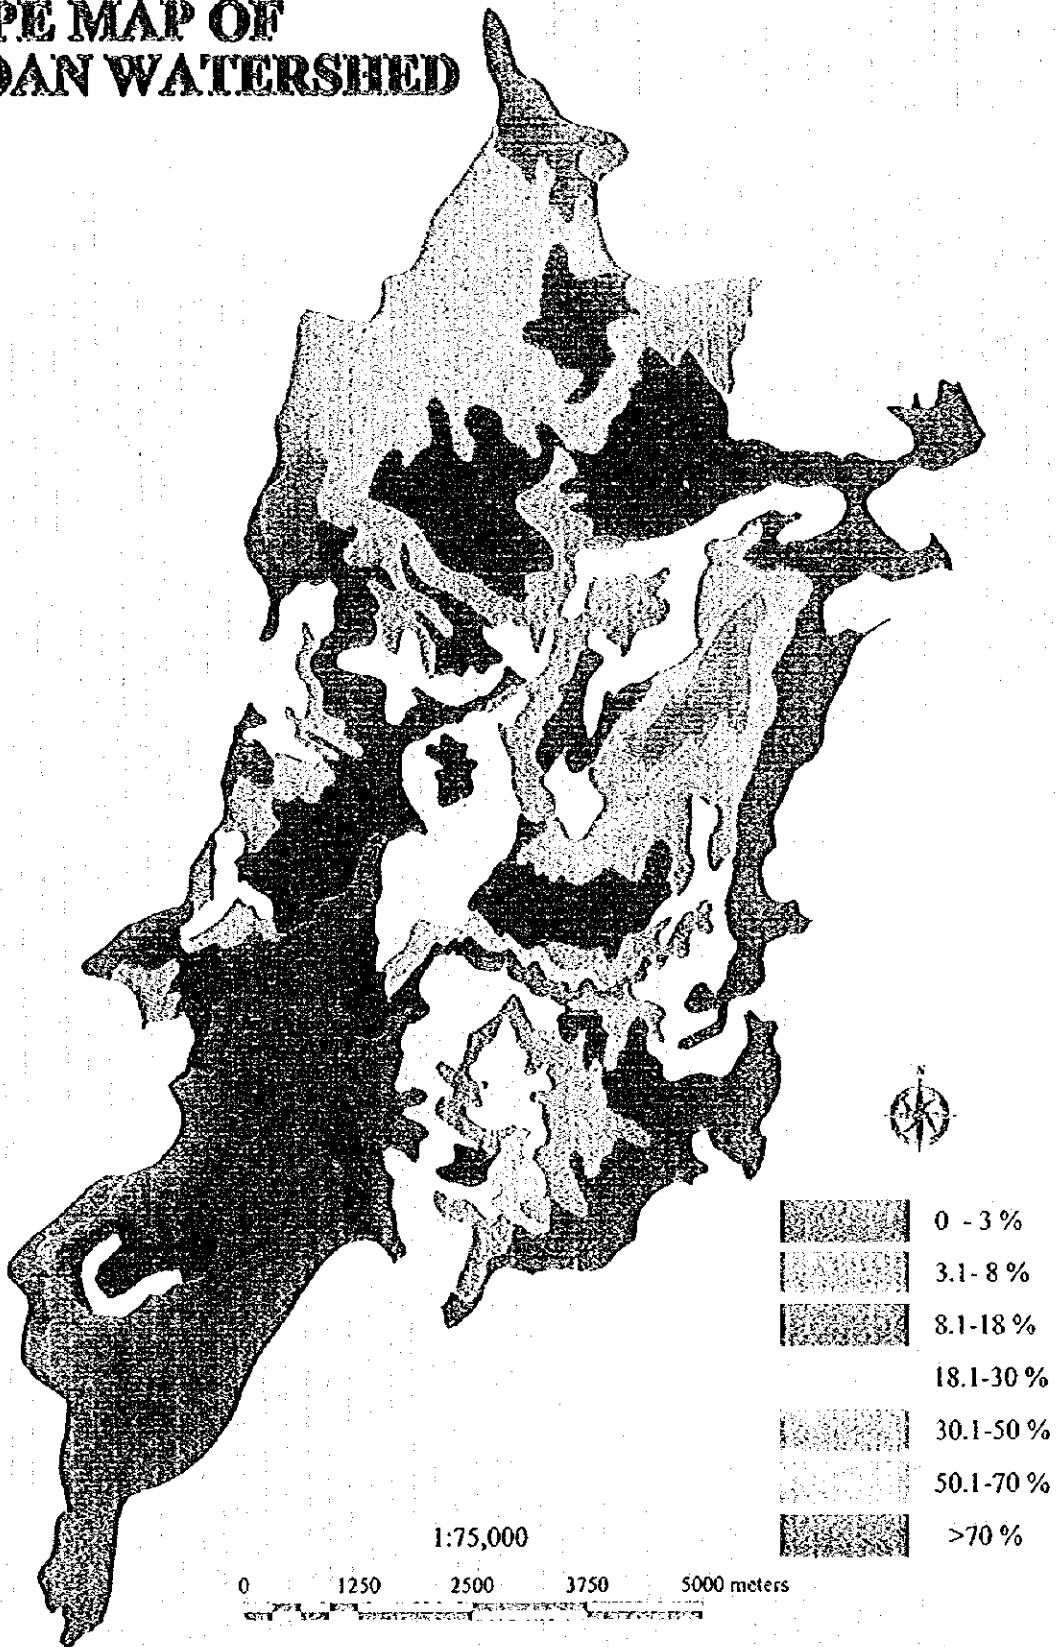 PE MAP OF
DAN WATERSHED
N
0 - 3 %
3.1- 8 %
8.1-18 %
18.1-30 %
30.1-50 %
50.1-70 %
>70 %
1:75,000
0 1250 2500 3750 5000 meters